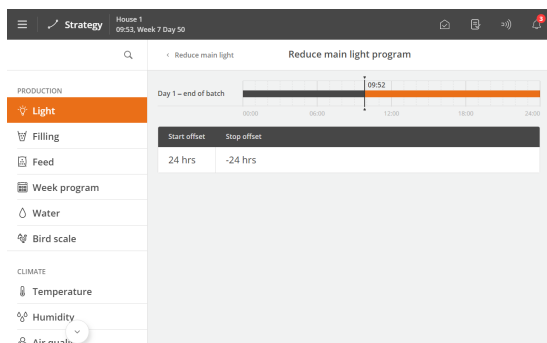 Strategy
House 1
09:53, Week 7 Day 50
3
Reduce main light
Reduce main light program
PRODUCTION
Light
Filling
Feed
Week program
Water
Bird scale
CLIMATE
Temperature
Humidity
Day 1 – end of batch
09:52
00:00 06:00 12:00 18:00 24:00
Start offset Stop offset
24 hrs -24 hrs